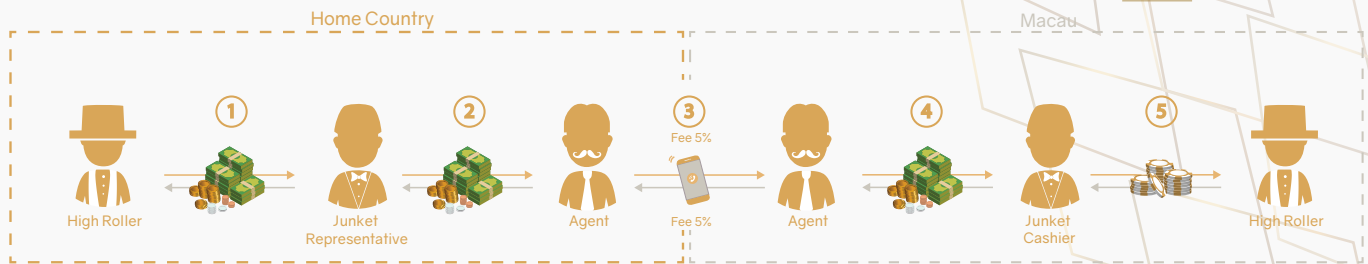 Home Country
Macau
1
2
3
4
5
Fee 5%
Fee 5%
High Roller
Junket
Representative
Agent
Agent
Junket
Cashier
High Roller